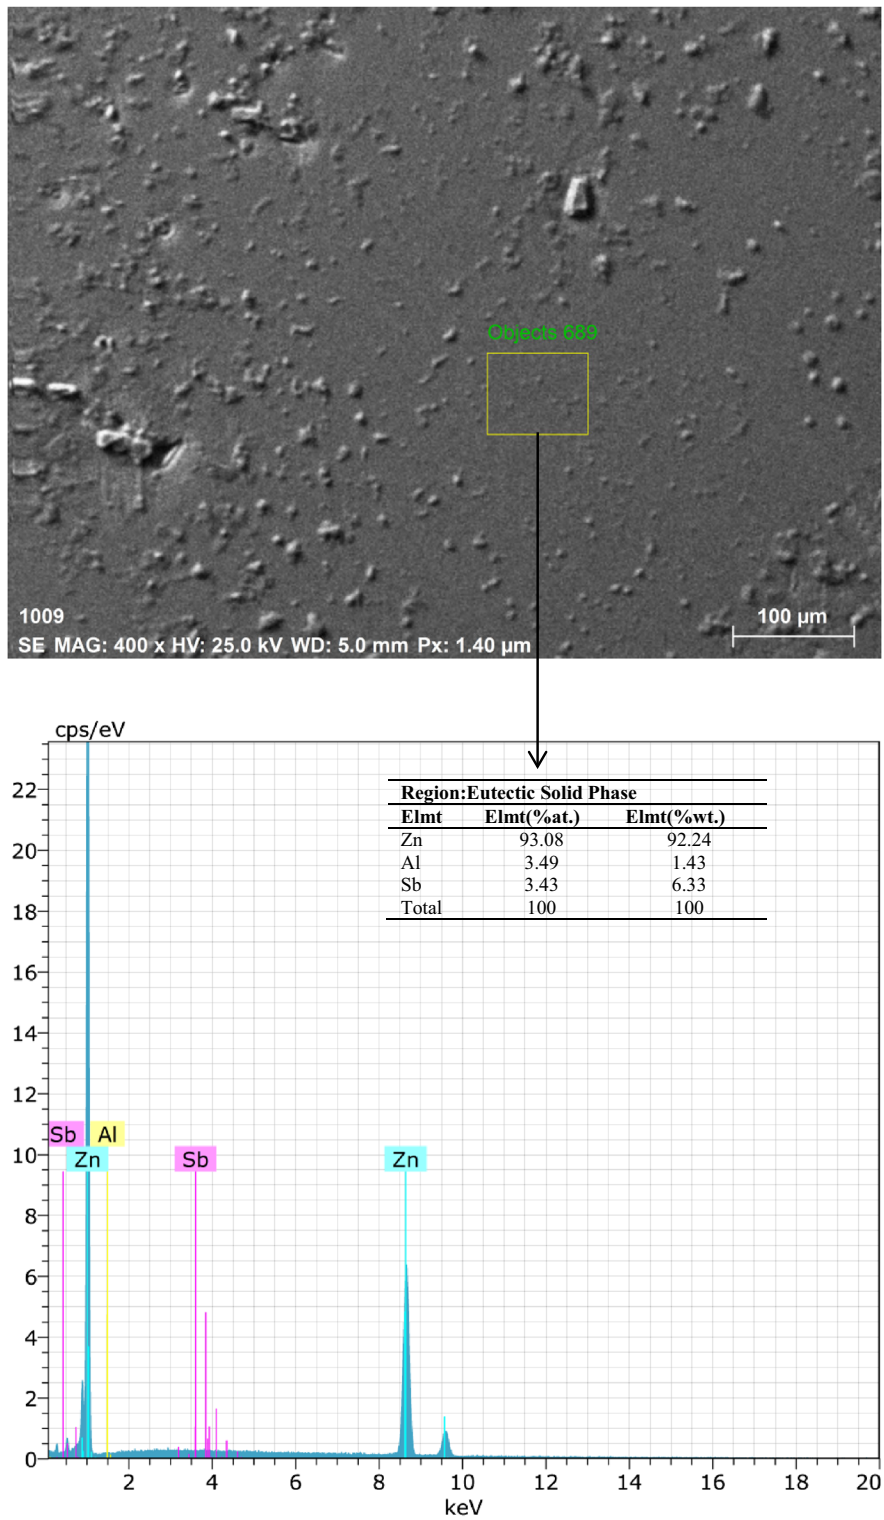 Objects 689
1009
100 µm
SE MAG: 400 x HV: 25.0 kV WD: 5.0 mm Px: 1.40 µm
cps/eV
Region:Eutectic Solid Phase
Elmt Elmt(%at.) Elmt(%wt.)
Zn 93.08 92.24
Al 3.49 1.43
Sb 3.43 6.33
Total 100 100
22
20
18
16
14
12
10
8
6
4
2
0
Sb Al
Zn Sb Zn
2 4 6 8 10 12 14 16 18 20
keV